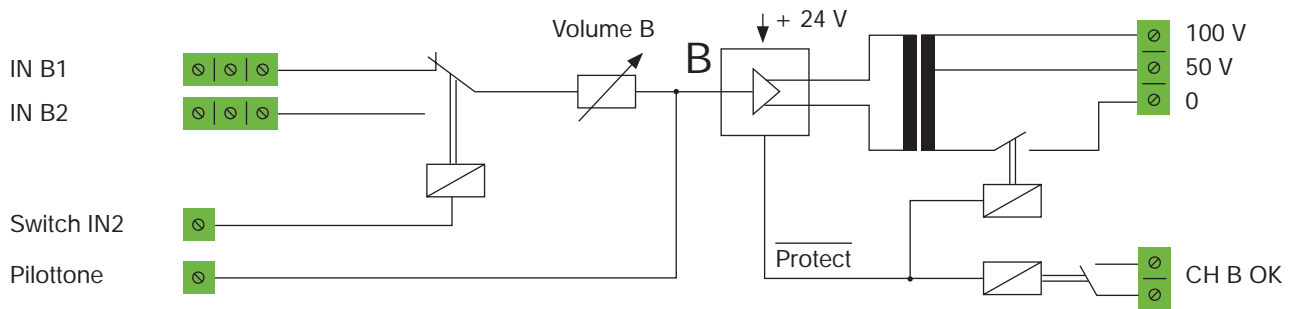 + 24 V
Volume B
B
100 V
IN B1
50 V
IN B2
0
Switch IN2
Protect
Pilottone
CH B OK